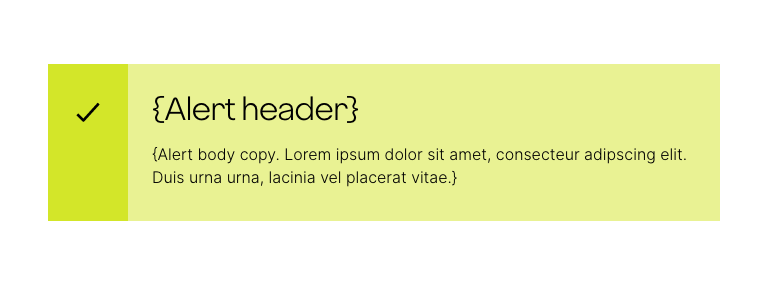 {Alert header}
{Alert body copy. Lorem ipsum dolor sit amet, consecteur adipscing elit.
Duis urna urna, lacinia vel placerat vitae.}